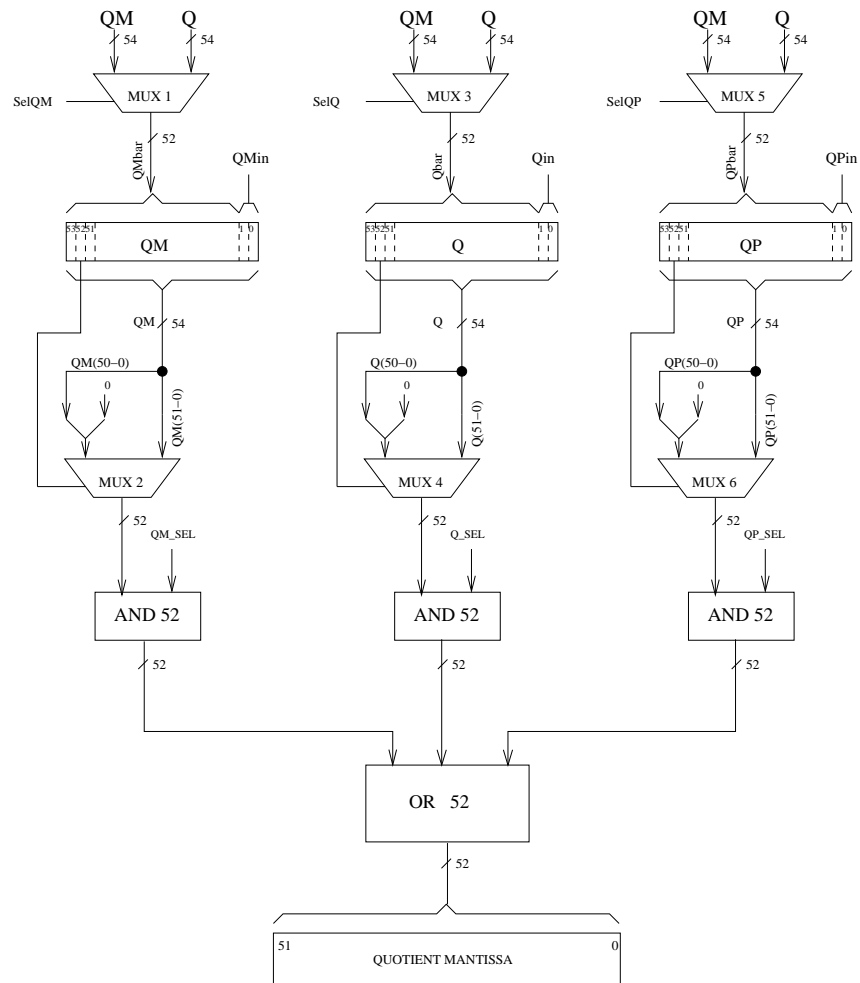 QM Q QM Q QM Q
54 54 54 54 54 54
SelQM MUX 1 SelQ MUX 3 SelQP MUX 5
52 52 52
QMbar QMin Qbar Qin QPbar QPin
53 52 51 1 0 53 52 51 1 0 53 52 51 1 0
QM Q QP
QM 54 Q 54 QP 54
QM(50−0) Q(50−0) QP(50−0)
0 0 0
QM(51−0) Q(51−0) QP(51−0)
MUX 2 MUX 4 MUX 6
52 52 52
QM_SEL Q_SEL QP_SEL
AND 52 AND 52 AND 52
52 52 52
OR 52
52
51 0
QUOTIENT MANTISSA